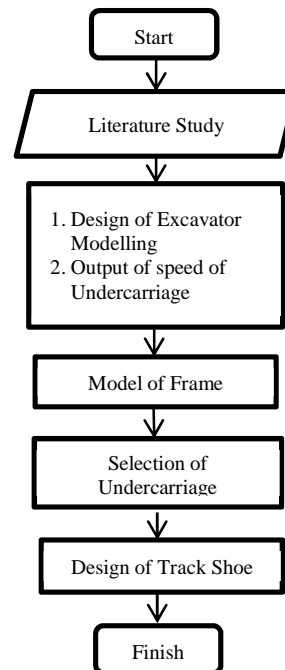 Start
Literature Study
1. Design of Excavator
Modelling
2. Output of speed of
Undercarriage
Model of Frame
Selection of
Undercarriage
Design of Track Shoe
Finish